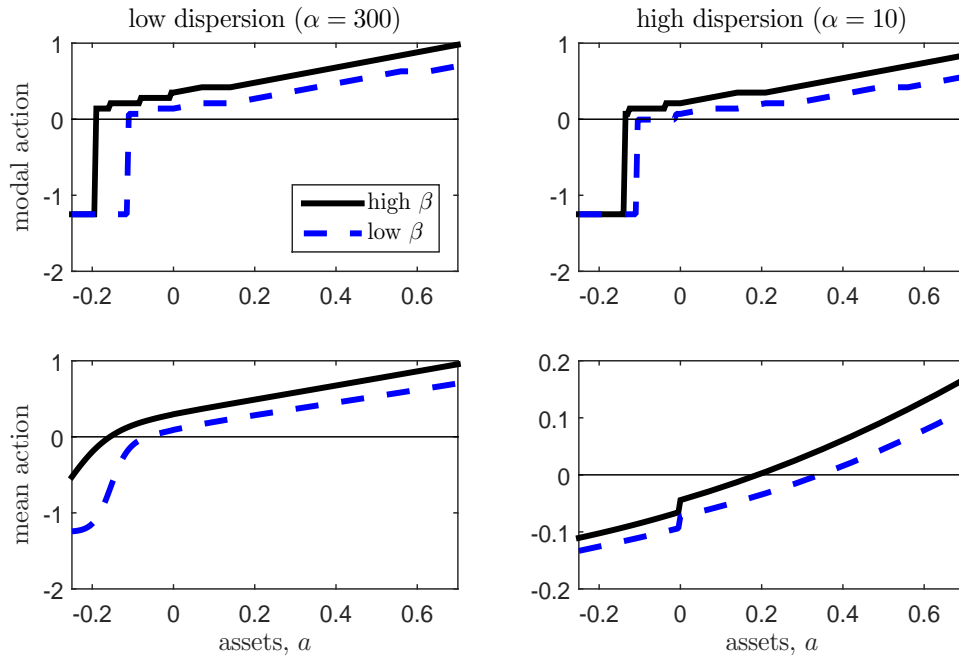 low dispersion (α = 300)
high dispersion (α = 10)
modal action
1
0
-1
-2
-0.2 0 0.2 0.4 0.6
high β
low β
1
0
-1
-2
-0.2 0 0.2 0.4 0.6
mean action
1
0
-1
-2
-0.2 0 0.2 0.4 0.6
assets, a
0.2
0.1
0
-0.1
-0.2
-0.2 0 0.2 0.4 0.6
assets, a